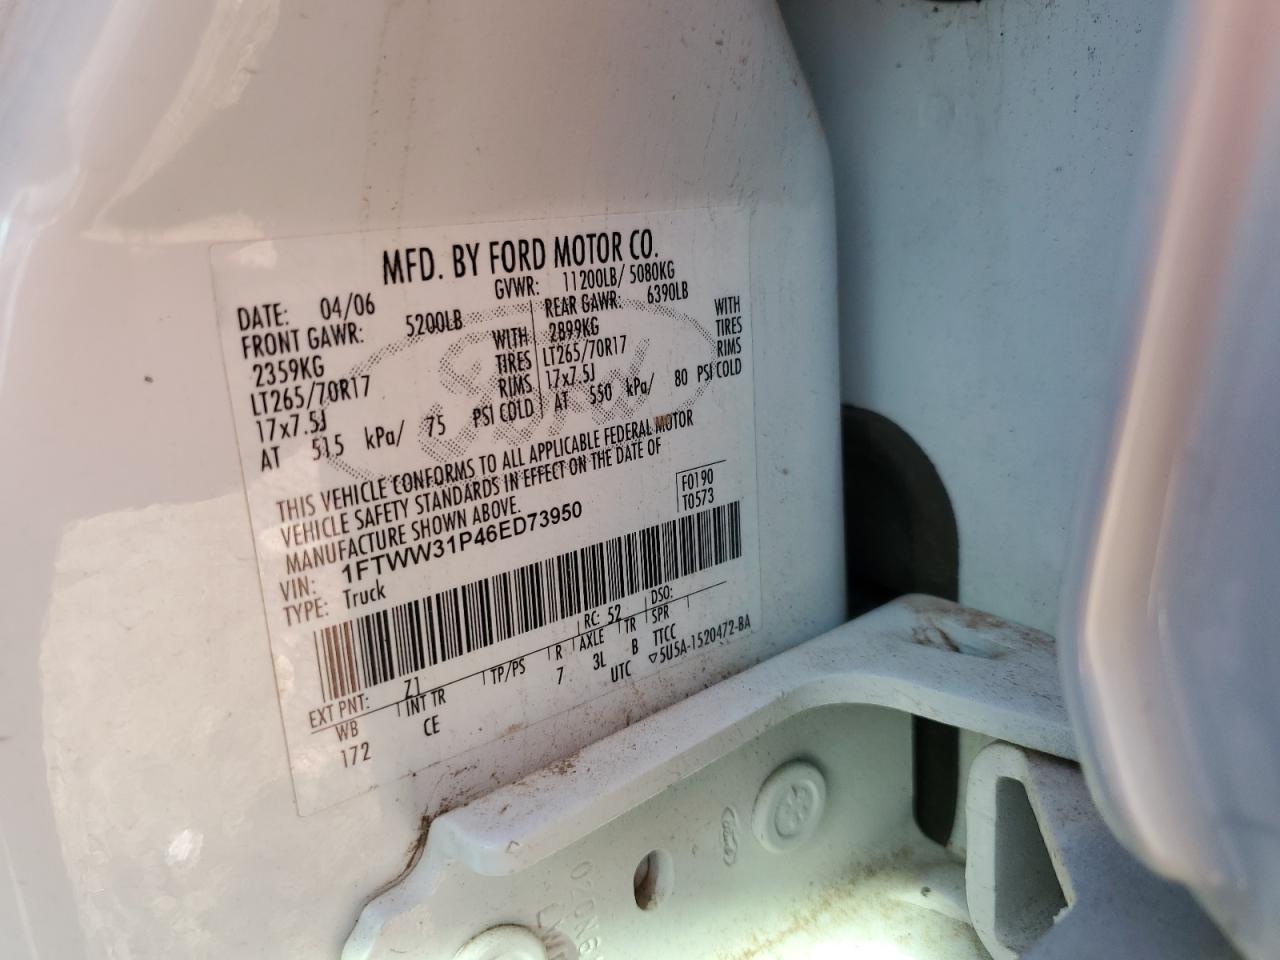 MFD. BY FORD MOTOR CO.
DATE: 04/06 GVWR: 11200LB/ 5080KG
FRONT GAWR: 5200LB REAR GAWR: 6390LB
2359KG WITH 2899KG WITH
LT265/70R17 TIRES LT265/70R17 TIRES
17x7.5J RIMS 17x7.5J RIMS
AT 515 kPa/ 75 PSI COLD AT 550 kPa/ 80 PSI COLD
THIS VEHICLE CONFORMS TO ALL APPLICABLE FEDERAL MOTOR
VEHICLE SAFETY STANDARDS IN EFFECT ON THE DATE OF
MANUFACTURE SHOWN ABOVE.
F0190
T0573
VIN: 1FTWW31P46ED73950
TYPE: Truck
EXT PNT: Z1 RC: 52 DSO:
WB INT TR TP/PS R AXLE TR SPR
172 CE 7 3L B TTCC
UTC ▽5U5A-1520472-BA
Ford